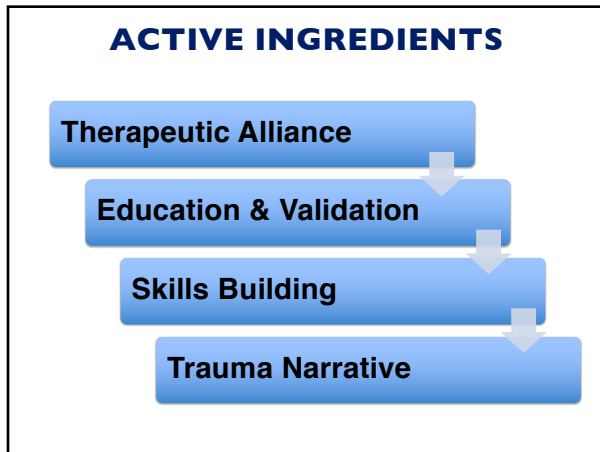 ACTIVE INGREDIENTS
Therapeutic Alliance
Education & Validation
Skills Building
Trauma Narrative